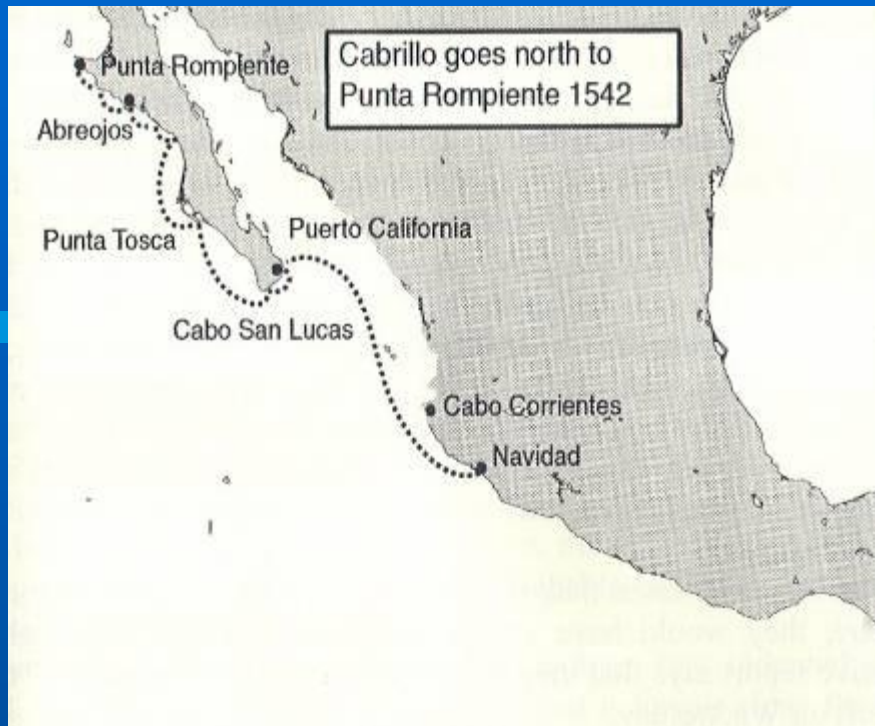 Cabrillo goes north to
Punta Rompiente 1542
Punta Rompiente
Abreojos
Punta Tosca
Puerto California
Cabo San Lucas
Cabo Corrientes
Navidad